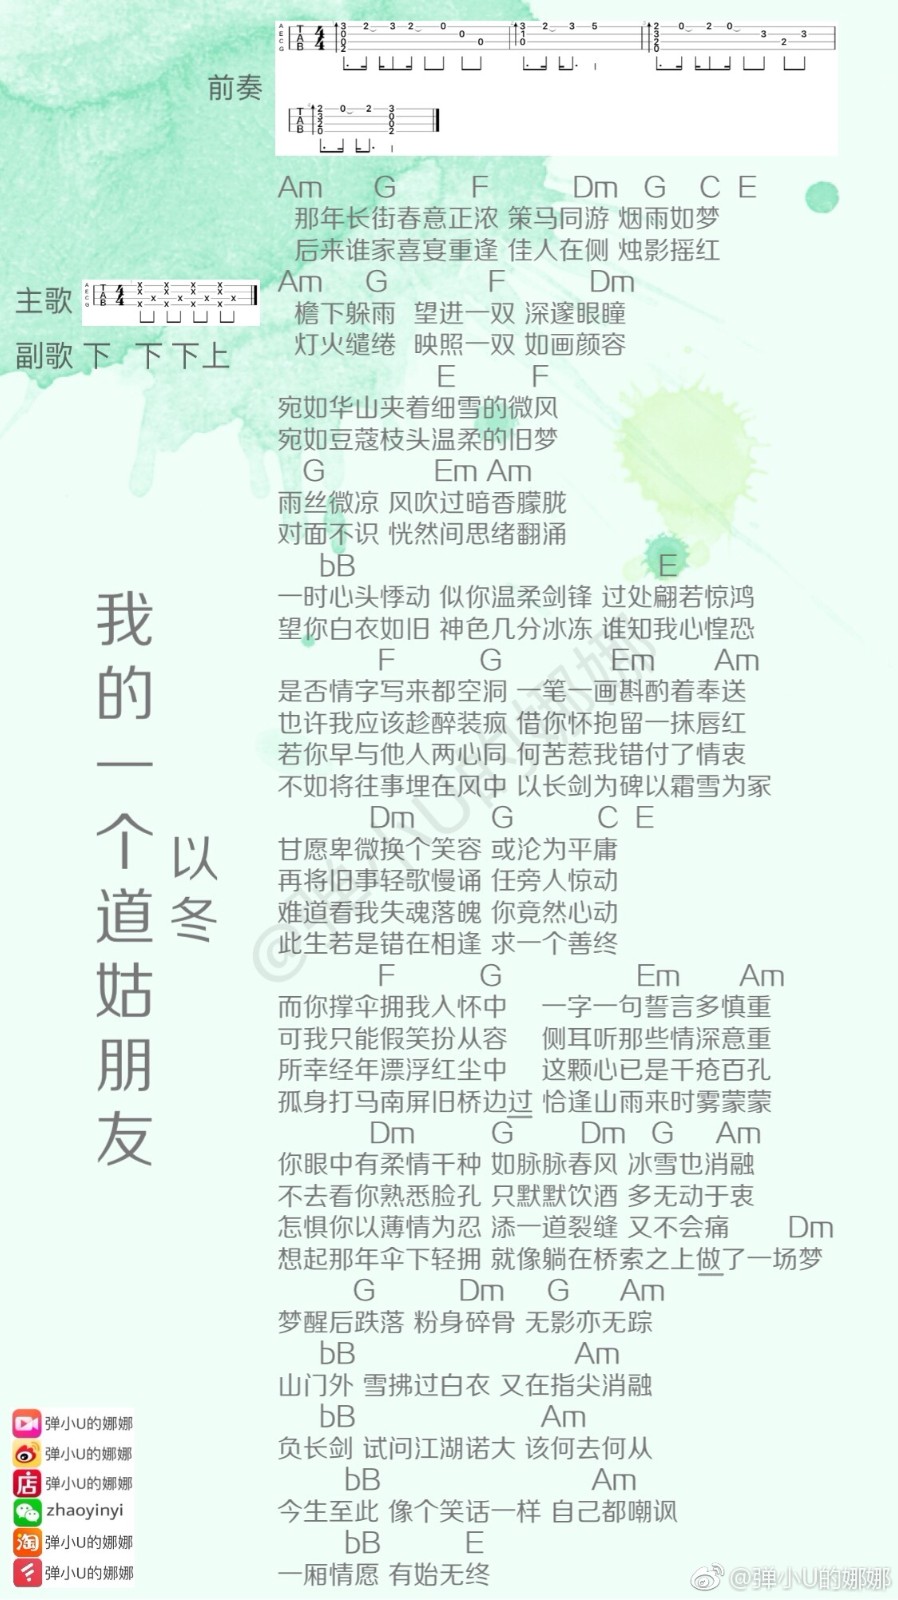 前奏
Am G F Dm G C E
那年长街春意正浓 策马同游 烟雨如梦
后来谁家喜宴重逢 佳人在侧 烛影摇红
主歌
Am G F Dm
檐下躲雨 望进一双 深邃眼瞳
灯火缱绻 映照一双 如画颜容
副歌 下 下 下上
E F
宛如华山夹着细雪的微风
宛如豆蔻枝头温柔的旧梦
G Em Am
雨丝微凉 风吹过暗香朦胧
对面不识 恍然间思绪翻涌
bB E
一时心头悸动 似你温柔剑锋 过处翩若惊鸿
望你白衣如旧 神色几分冰冻 谁知我心惶恐
F G Em Am
是否情字写来都空洞 一笔一画斟酌着奉送
也许我应该趁醉装疯 借你怀抱留一抹唇红
若你早与他人两心同 何苦惹我错付了情衷
不如将往事埋在风中 以长剑为碑以霜雪为冢
Dm G C E
甘愿卑微换个笑容 或沦为平庸
再将旧事轻歌慢诵 任旁人惊动
难道看我失魂落魄 你竟然心动
此生若是错在相逢 求一个善终
F G Em Am
而你撑伞拥我入怀中 一字一句誓言多慎重
可我只能假笑扮从容 侧耳听那些情深意重
所幸经年漂浮红尘中 这颗心已是千疮百孔
孤身打马南屏旧桥边过 恰逢山雨来时雾蒙蒙
Dm G Dm G Am
你眼中有柔情千种 如脉脉春风 冰雪也消融
不去看你熟悉脸孔 只默默饮酒 多无动于衷
怎惧你以薄情为忍 添一道裂缝 又不会痛 Dm
想起那年伞下轻拥 就像躺在桥索之上做了一场梦
G Dm G Am
梦醒后跌落 粉身碎骨 无影亦无踪
bB Am
山门外 雪拂过白衣 又在指尖消融
bB Am
负长剑 试问江湖诺大 该何去何从
bB Am
今生至此 像个笑话一样 自己都嘲讽
bB E
一厢情愿 有始无终
我的一个道姑朋友
以冬
弹小U的娜娜
弹小U的娜娜
店 弹小U的娜娜
zhaoyinyi
淘 弹小U的娜娜
弹小U的娜娜
@弹小U的娜娜
@弹小U的娜娜